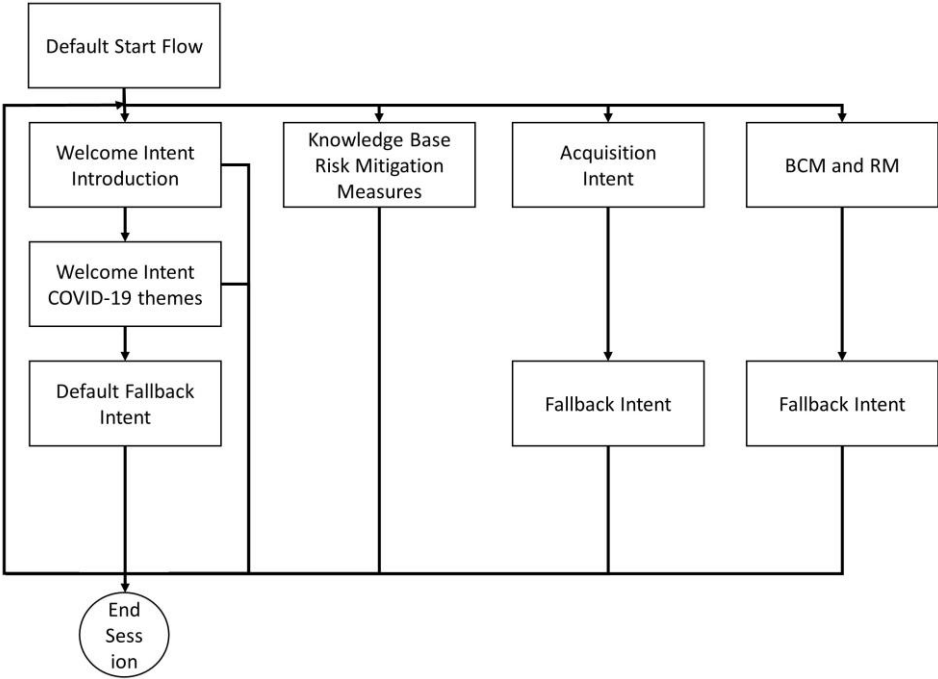 Default Start Flow
Welcome Intent
Introduction
Knowledge Base
Risk Mitigation
Measures
Acquisition
Intent
BCM and RM
Welcome Intent
COVID-19 themes
Default Fallback
Intent
Fallback Intent
Fallback Intent
End
Sess
ion